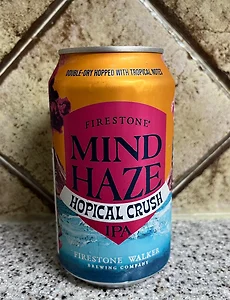 DOUBLE-DRY HOPPED WITH TROPICAL NOTES
FIRESTONE
MIND
HAZE
HOPICAL CRUSH
IPA
FIRESTONE WALKER
BREWING COMPANY